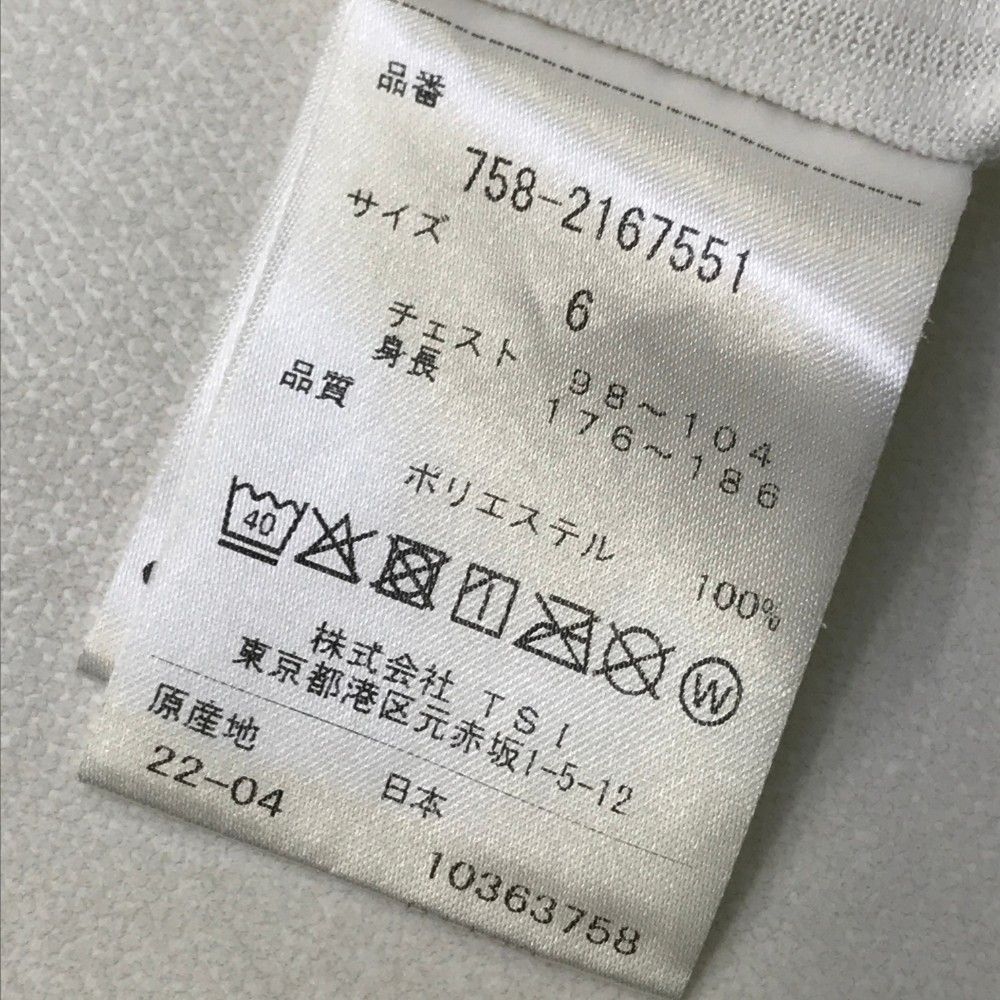 品番
758-2167551
サイズ
6
チェスト 98～104
身長 176～186
品質
ポリエステル 100%
40
W
株式会社 TSI
東京都港区元赤坂1-5-12
原産地 日本
22-04
10363758